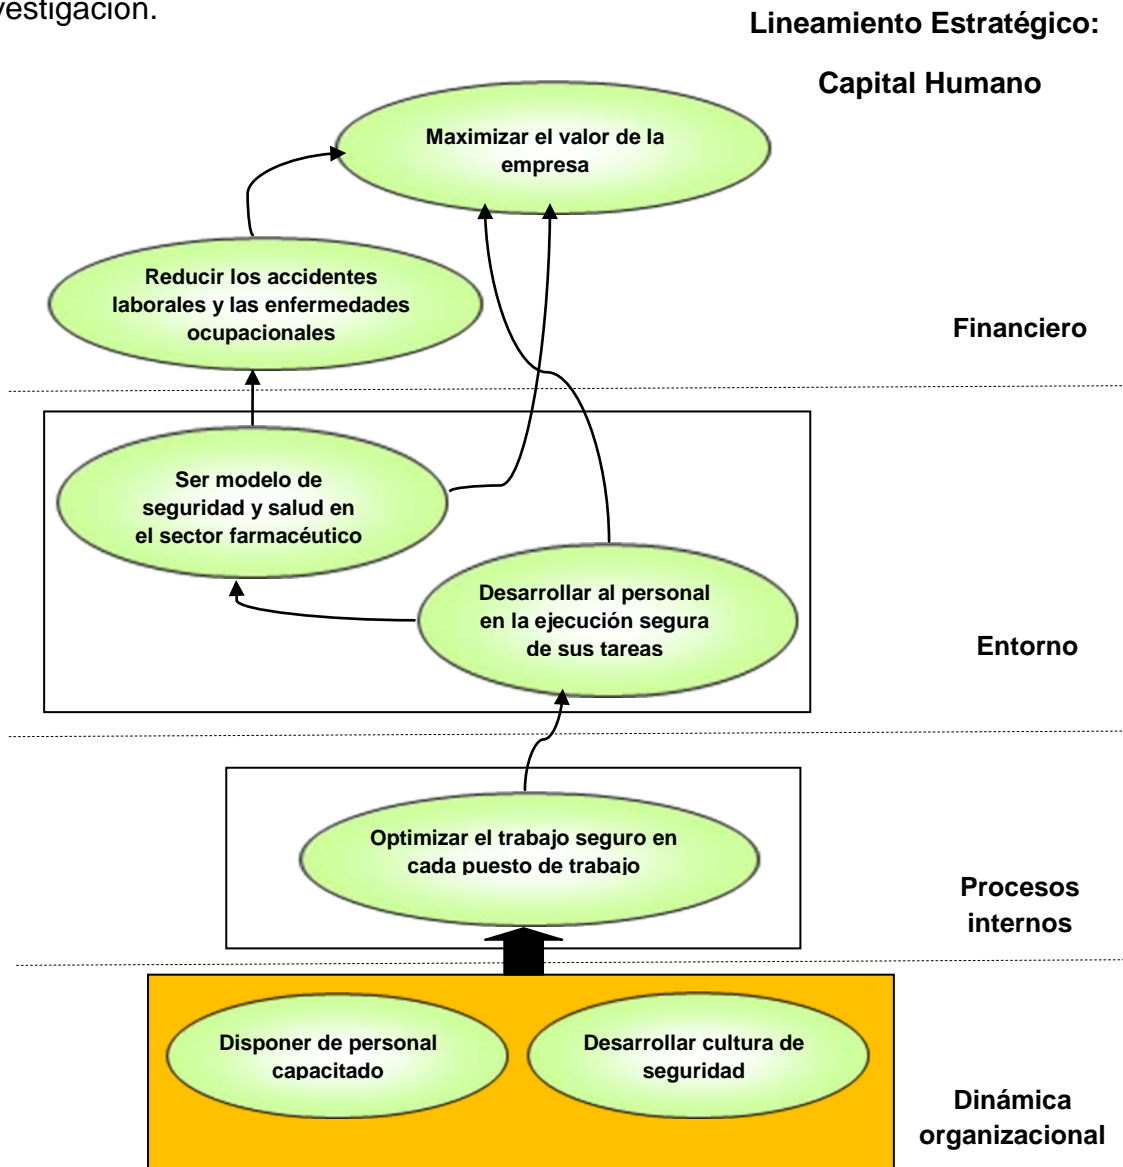 vestigación.
Lineamiento Estratégico:
Capital Humano
Maximizar el valor de la
empresa
Reducir los accidentes
laborales y las enfermedades
ocupacionales
Financiero
Ser modelo de
seguridad y salud en
el sector farmacéutico
Desarrollar al personal
en la ejecución segura
de sus tareas
Entorno
Optimizar el trabajo seguro en
cada puesto de trabajo
Procesos
internos
Disponer de personal
capacitado
Desarrollar cultura de
seguridad
Dinámica
organizacional